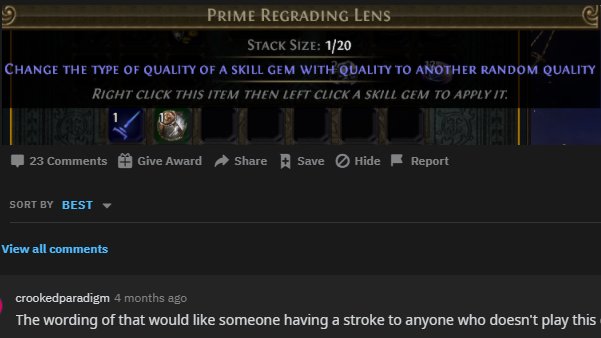 PRIME REGRADING LENS
STACK SIZE: 1/20
CHANGE THE TYPE OF QUALITY OF A SKILL GEM WITH QUALITY TO ANOTHER RANDOM QUALITY
RIGHT CLICK THIS ITEM THEN LEFT CLICK A SKILL GEM TO APPLY IT.
1
23 Comments Give Award Share Save Hide Report
SORT BY BEST
View all comments
crookedparadigm 4 months ago
The wording of that would like someone having a stroke to anyone who doesn't play this